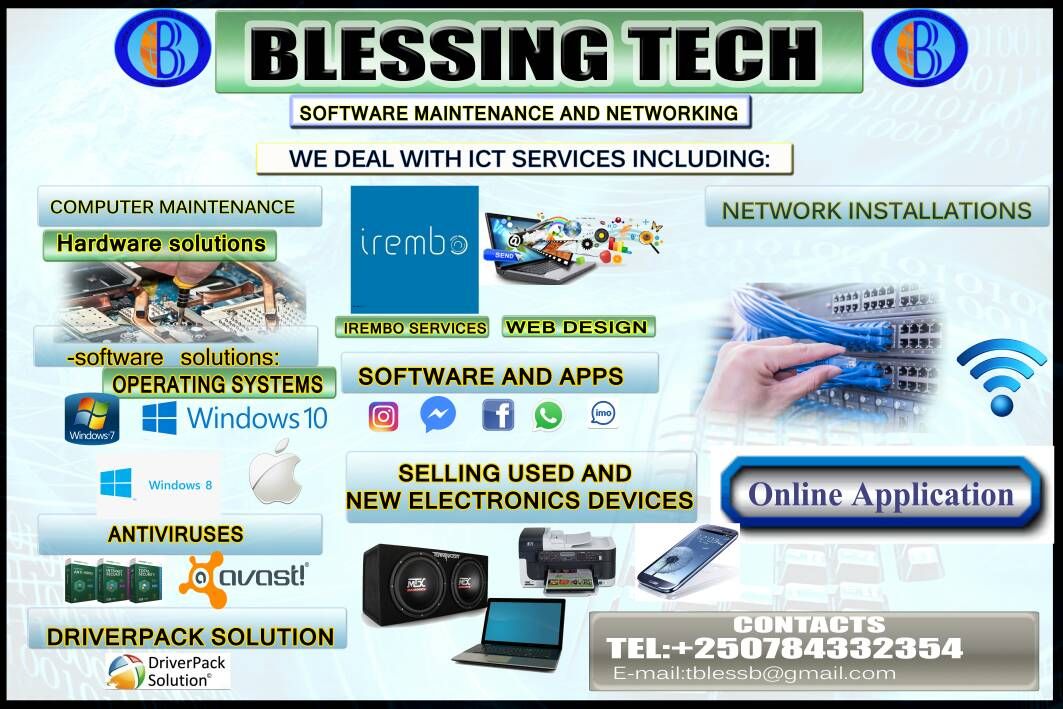 BLESSING TECH
SOFTWARE MAINTENANCE AND NETWORKING
WE DEAL WITH ICT SERVICES INCLUDING:
COMPUTER MAINTENANCE
Hardware solutions
-software solutions:
OPERATING SYSTEMS
Windows 7
Windows 10
Windows 8
ANTIVIRUSES
avast!
DRIVERPACK SOLUTION
DriverPack
Solution©
irembo
@
SEND
IREMBO SERVICES
WEB DESIGN
SOFTWARE AND APPS
imo
SELLING USED AND
NEW ELECTRONICS DEVICES
MTX
NETWORK INSTALLATIONS
Online Application
CONTACTS
TEL:+250784332354
E-mail:tblessb@gmail.com